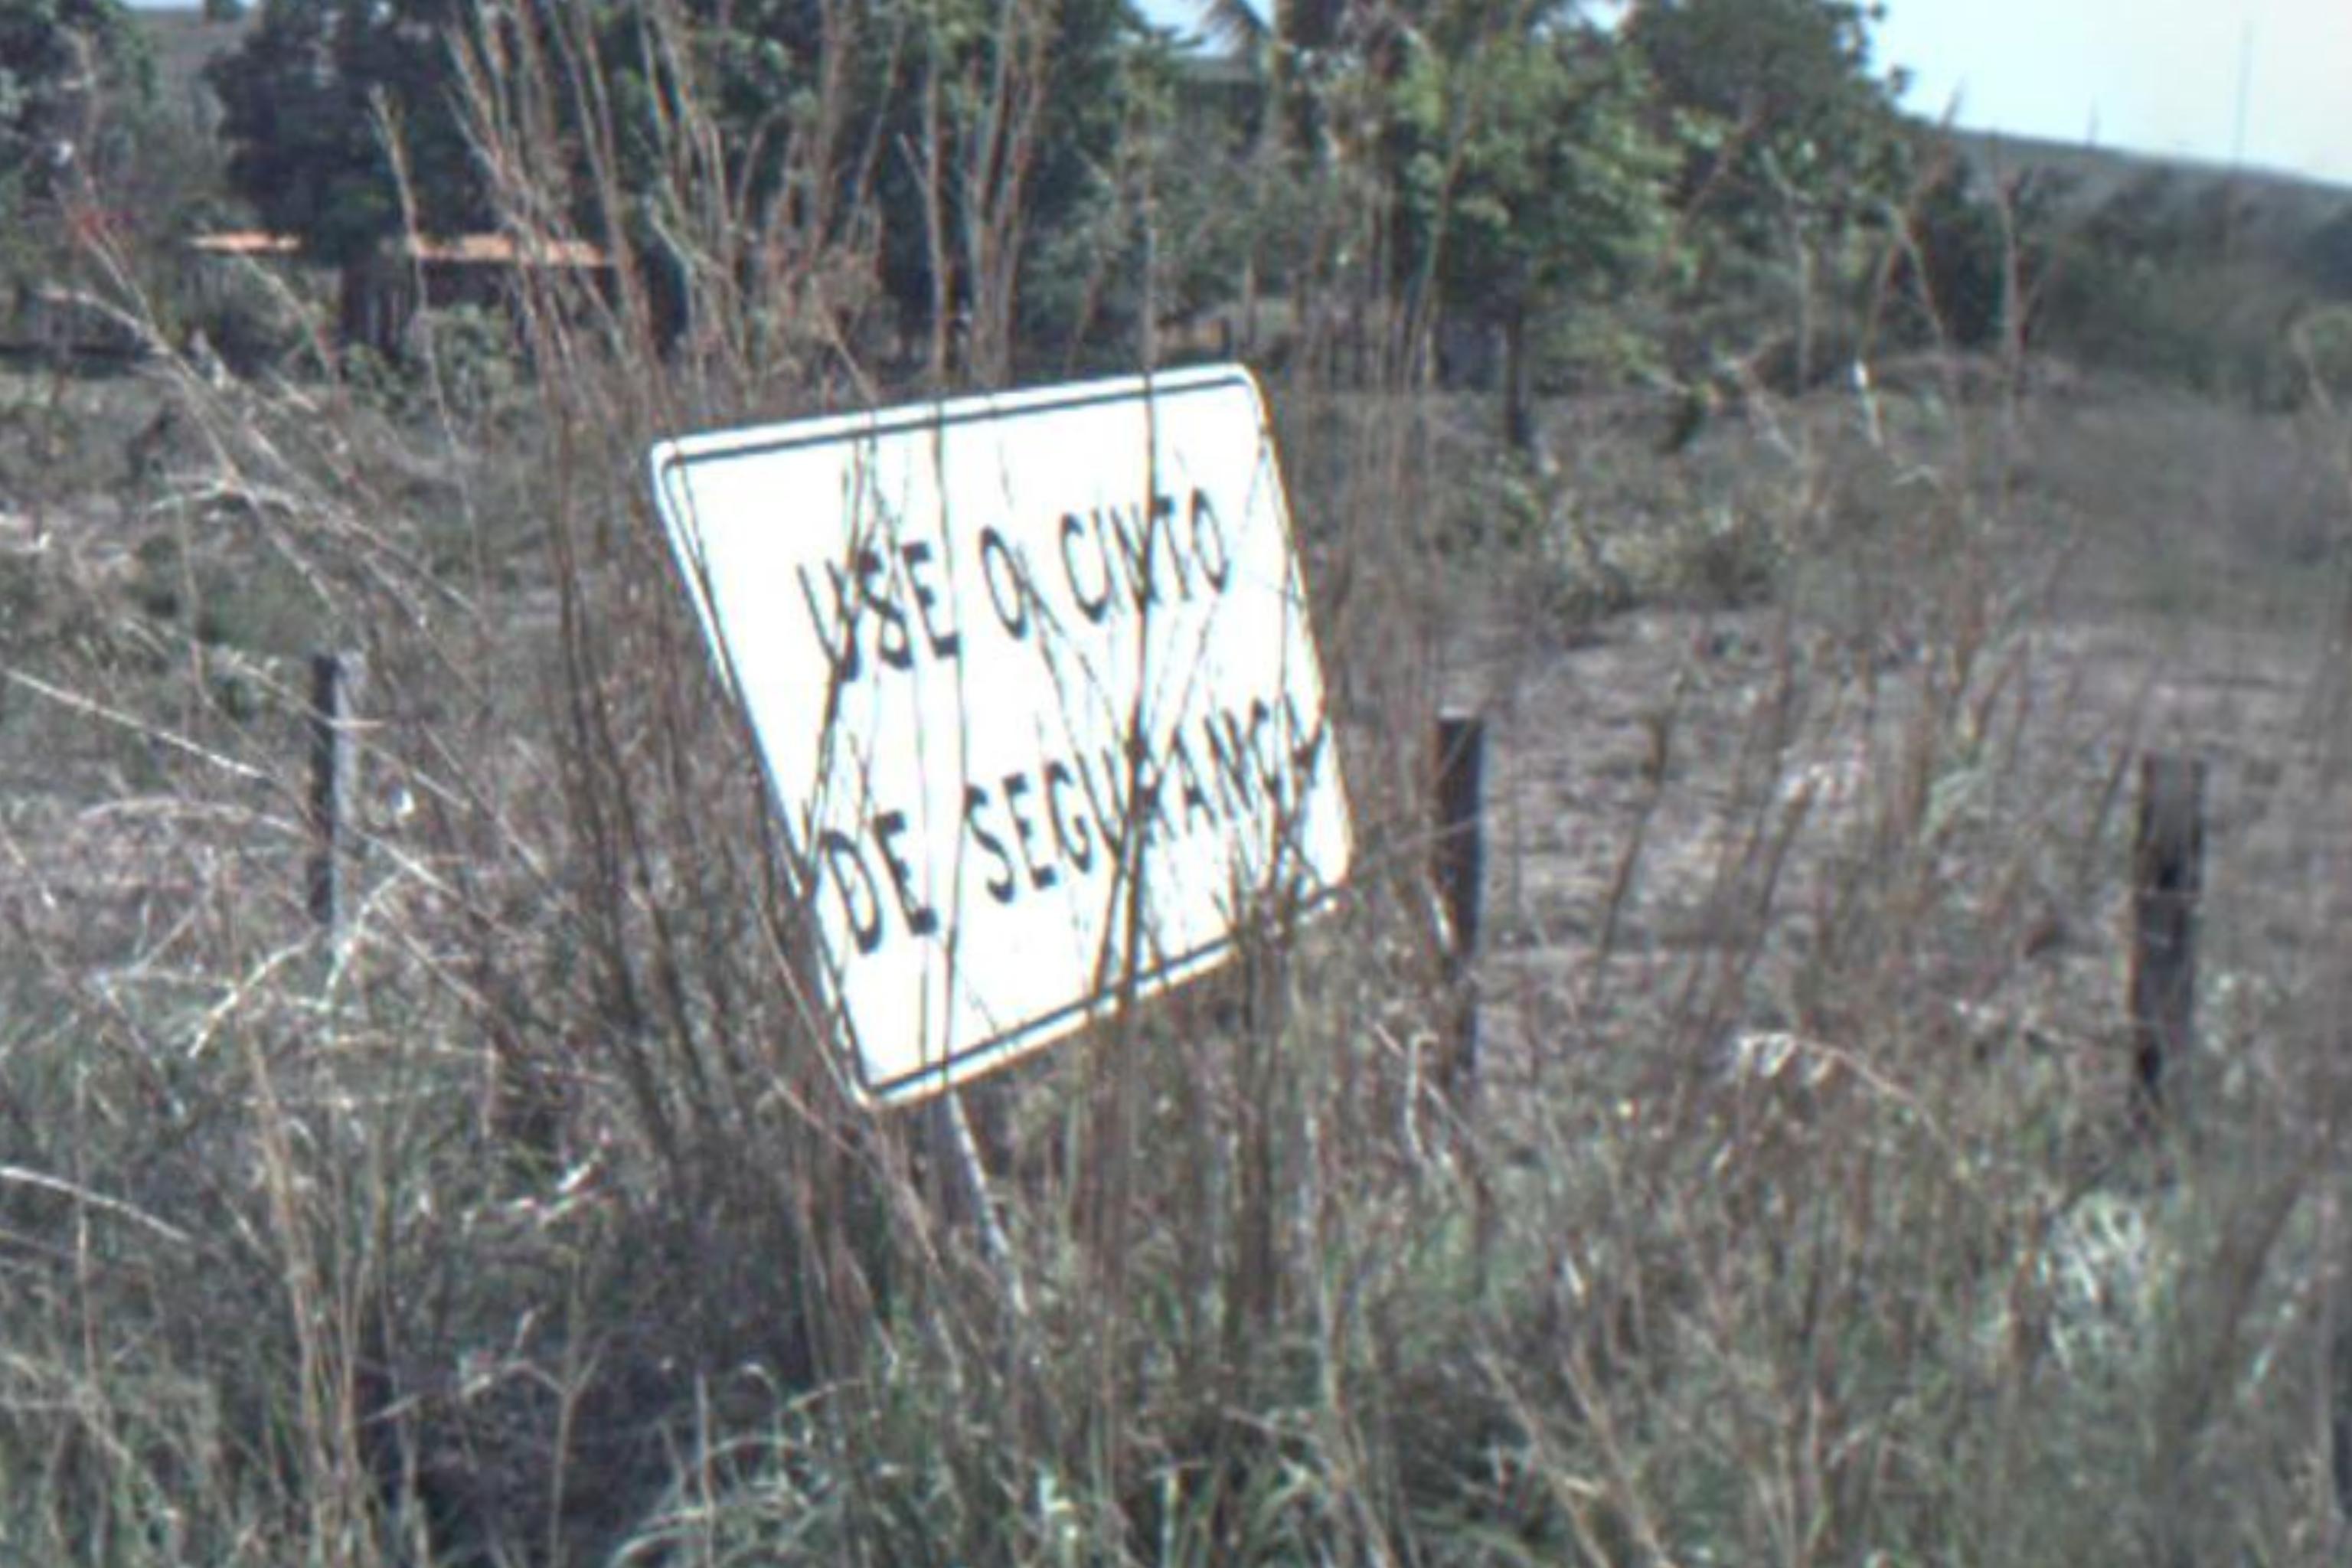 USE O CINTO
DE SEGURANÇA